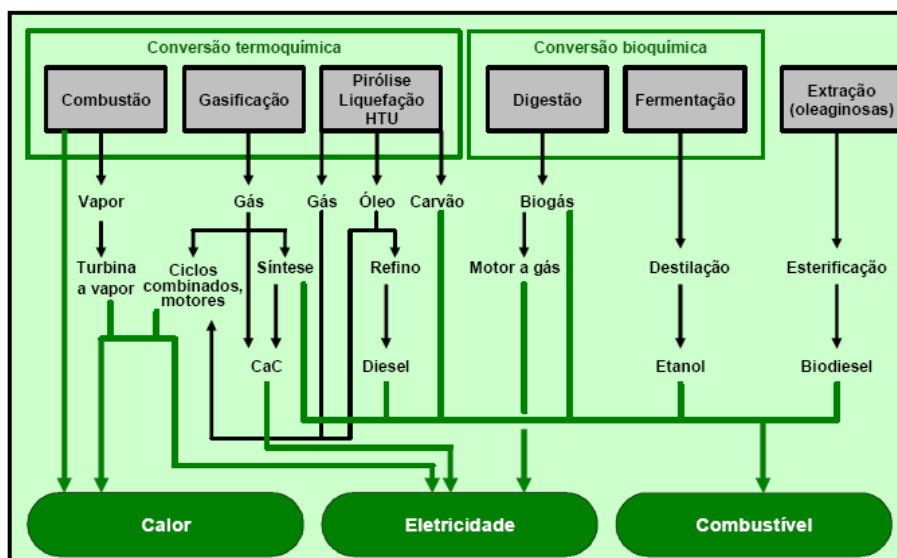 Conversão termoquímica
Conversão bioquímica
Combustão
Gasificação
Pirólise
Liquefação
HTU
Digestão
Fermentação
Extração
(oleaginosas)
Vapor
Gás
Gás
Óleo
Carvão
Biogás
Turbina
a vapor
Ciclos
combinados,
motores
Síntese
Refino
Motor a gás
Destilação
Esterificação
CaC
Diesel
Etanol
Biodiesel
Calor
Eletricidade
Combustível